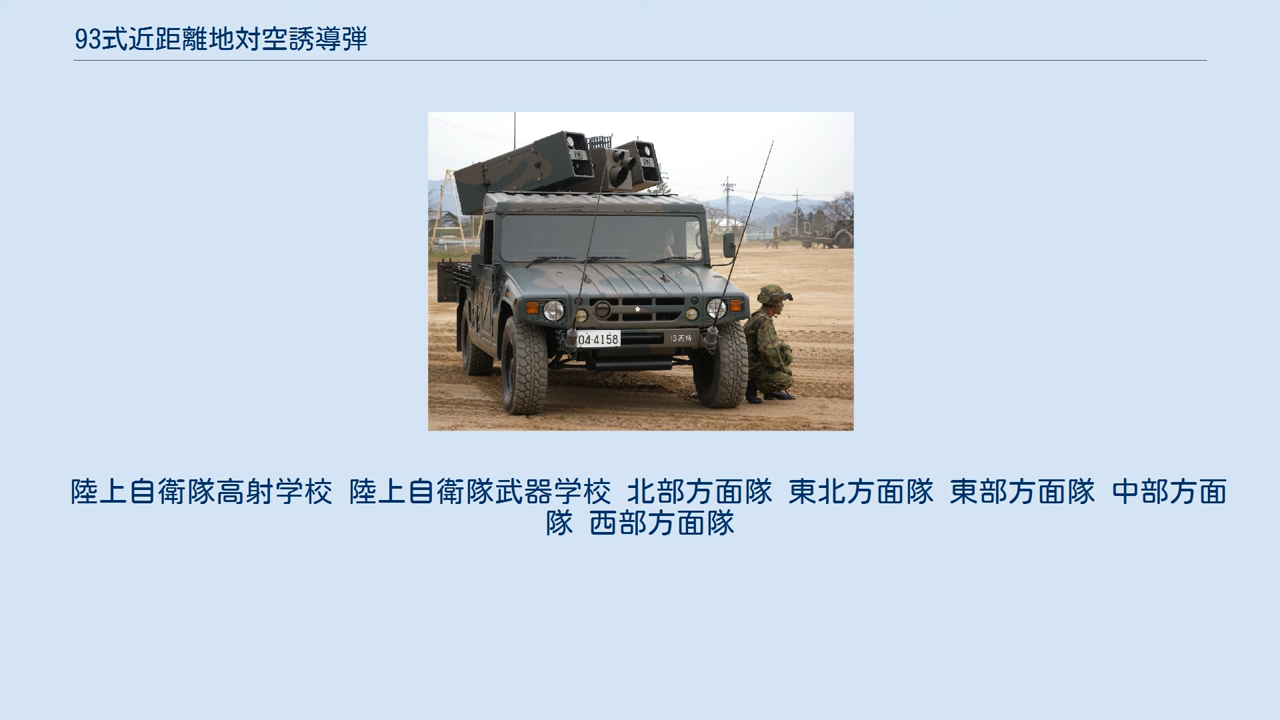 93式近距離地対空誘導弾
04-4158
陸上自衛隊高射学校 陸上自衛隊武器学校 北部方面隊 東北方面隊 東部方面隊 中部方面
隊 西部方面隊